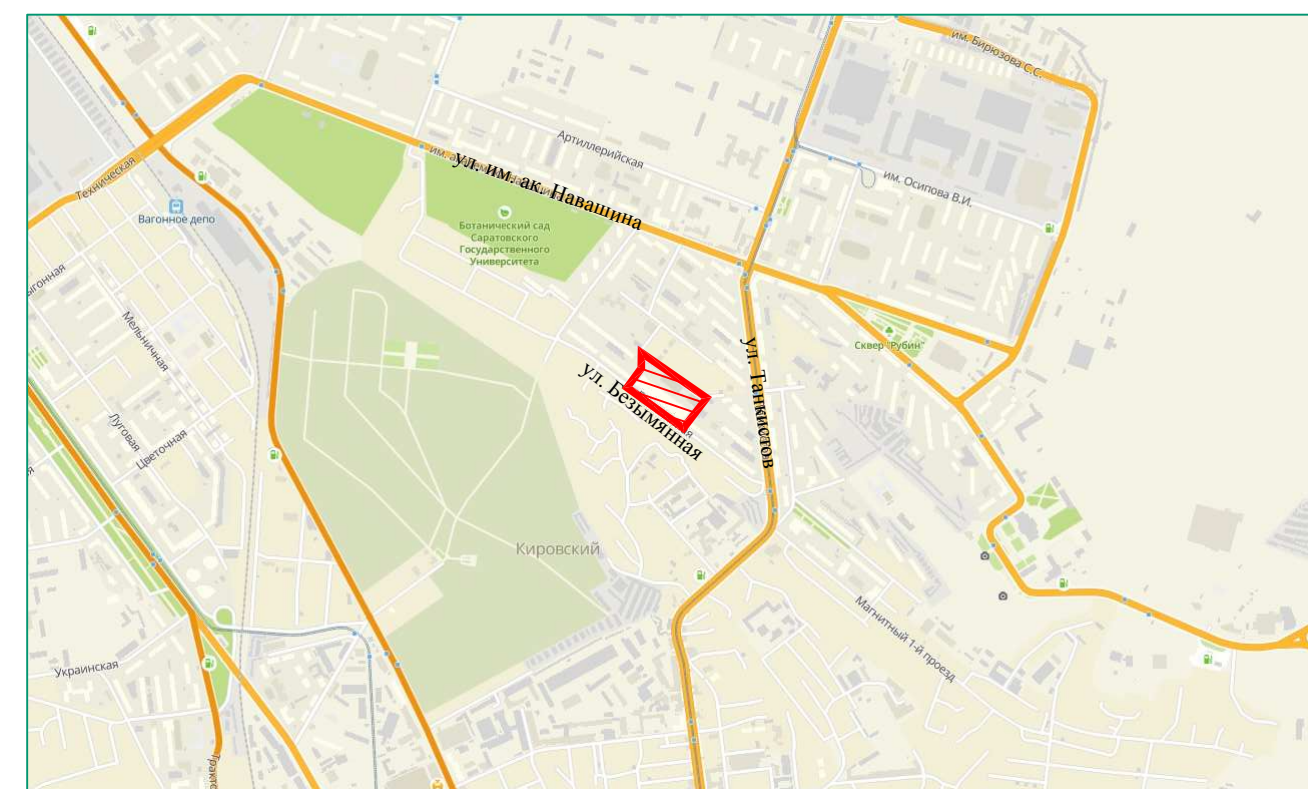 им. Бирюзова С.С.
Артиллерийская
ул. им. ак. Навашина
Техническая
им. Осипова В.И.
Вагонное депо
Ботанический сад
Саратовского
Государственного
Университета
Мельничная
Сквер "Рубин"
ул. Танкистов
ул. Безымянная
Луговая
Цветочная
Кировский
Магнитный 1-й проезд
Украинская